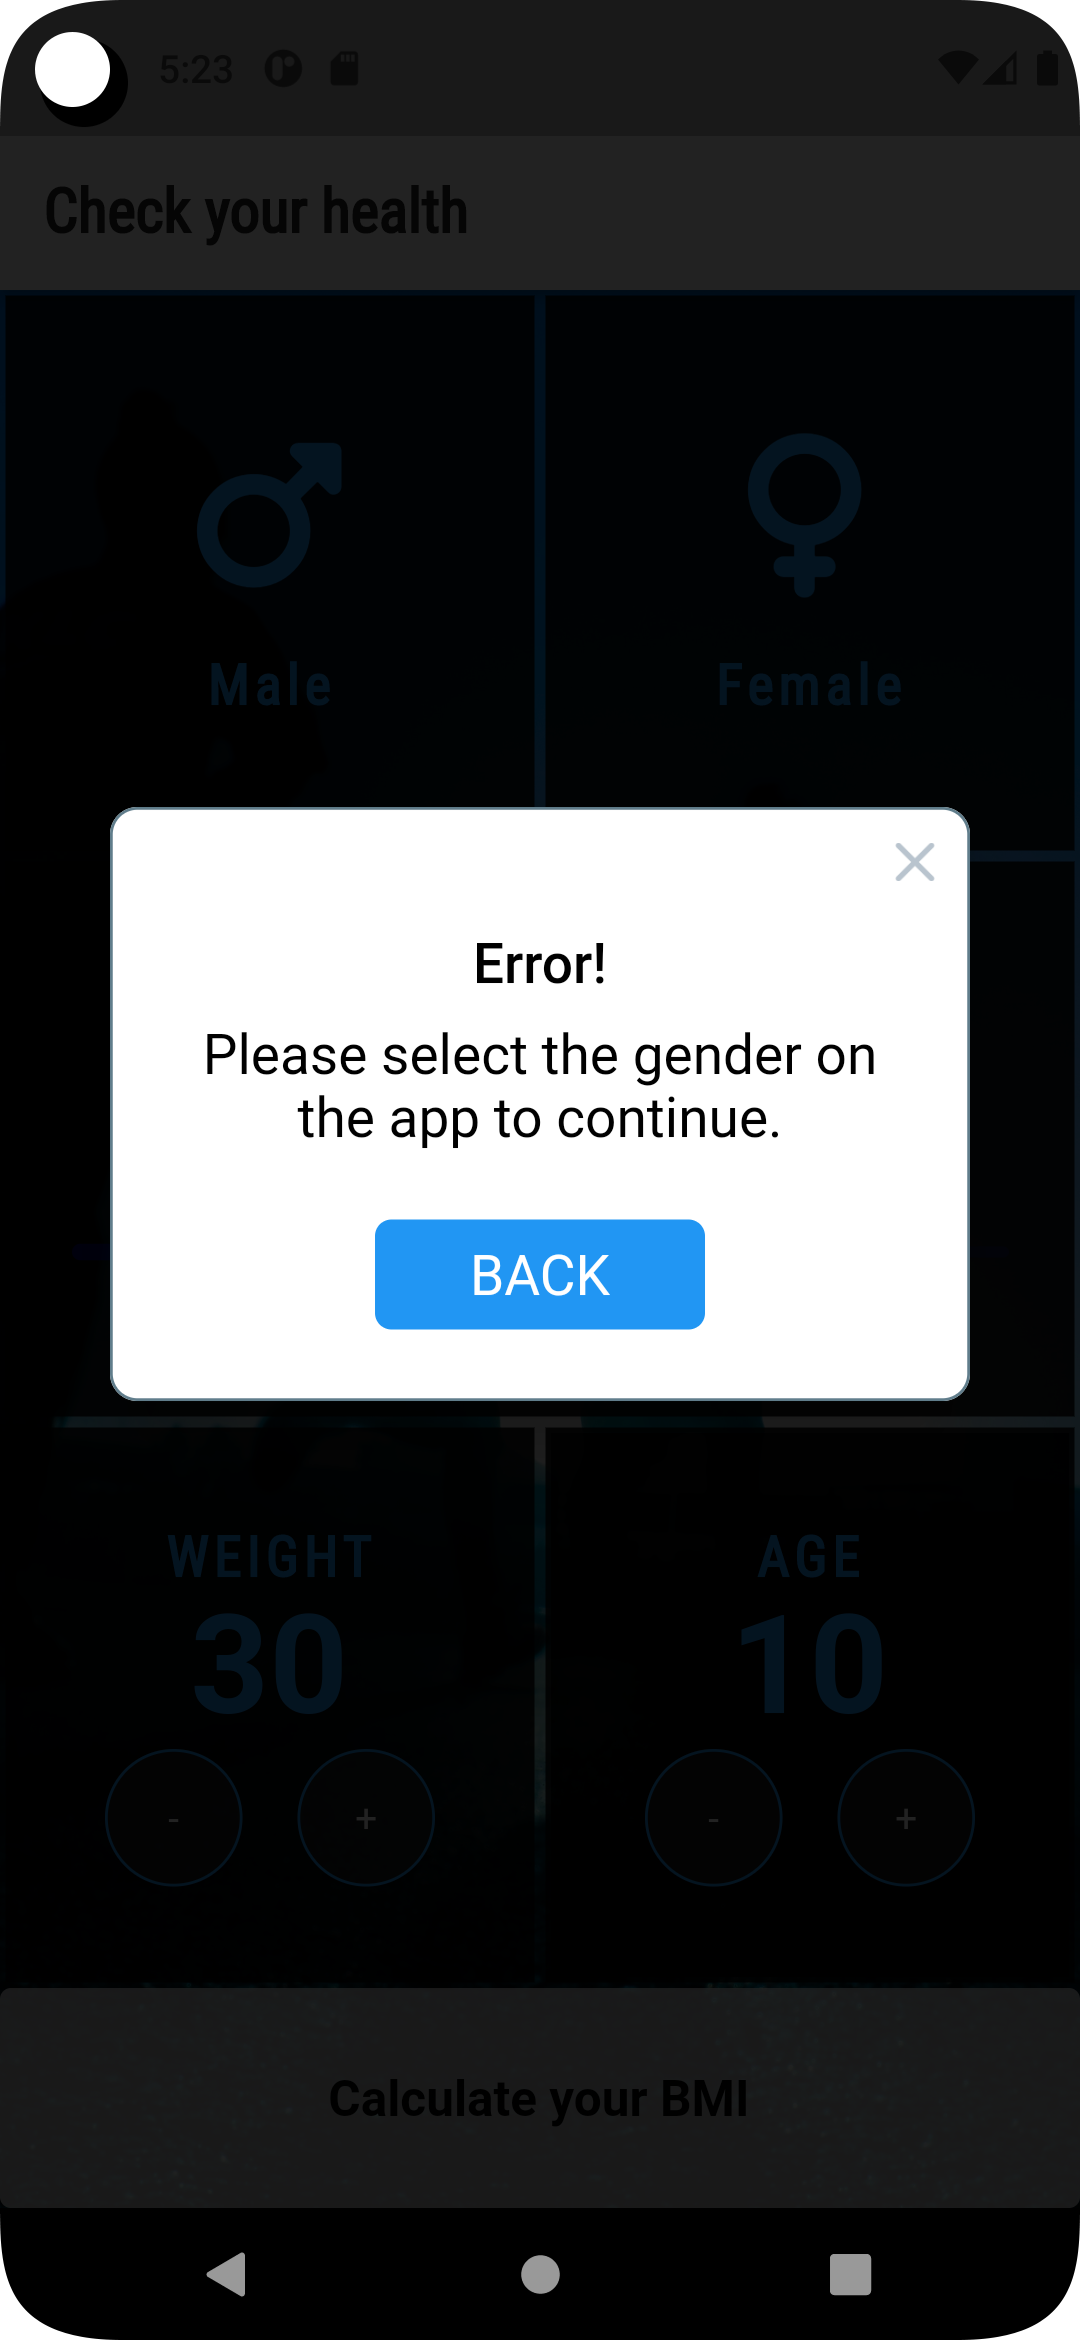 5:23
Check your health
Male
Female
Error!
Please select the gender on
the app to continue.
BACK
WEIGHT
AGE
30
10
- +
- +
Calculate your BMI